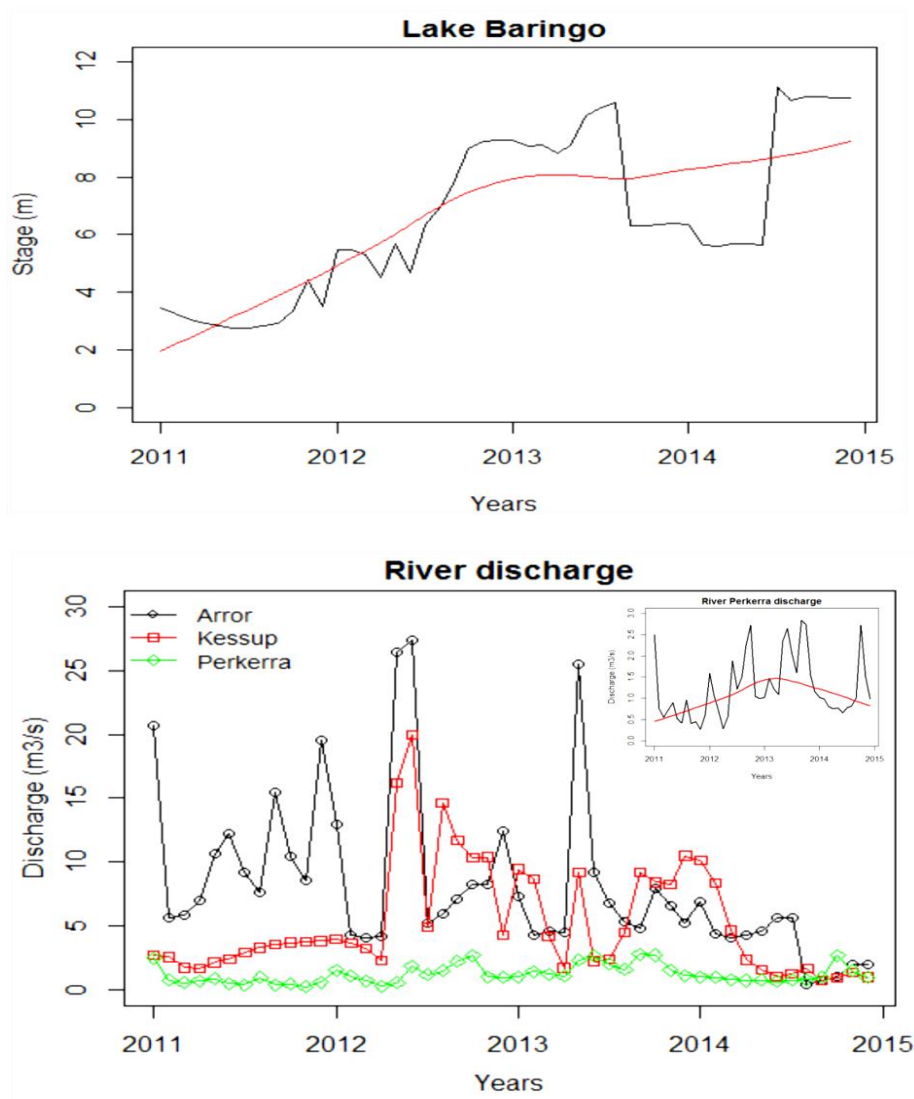 Lake Baringo
12
10
8
6
4
2
0
Stage (m)
2011 2012 2013 2014 2015
Years
River discharge
Arror
Kessup
Perkerra
30
25
20
15
10
5
0
Discharge (m3/s)
2011 2012 2013 2014 2015
Years
River Perkerra discharge
3.0
2.5
2.0
1.5
1.0
0.5
0.0
Discharge (m3/s)
2011 2012 2013 2014 2015
Years